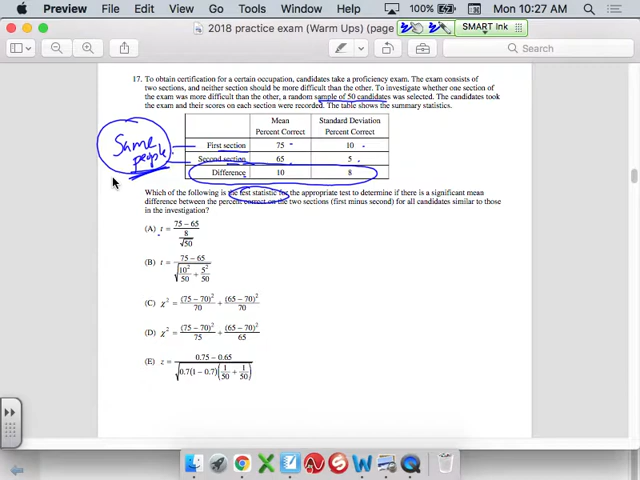 Preview File Edit View Go Tools Window Help 100% Mon 10:27 AM
SMART Ink
2018 practice exam (Warm Ups) (page
Search
17. To obtain certification for a certain occupation, candidates take a proficiency exam. The exam consists of
two sections, and neither section should be more difficult than the other. To investigate whether one section of
the exam was more difficult than the other, a random sample of 50 candidates was selected. The candidates took
the exam and their scores on each section were recorded. The table shows the summary statistics.
Mean Standard Deviation
Percent Correct Percent Correct
Same
people
First section 75 10
Second section 65 5
Difference 10 8
Which of the following is the test statistic for the appropriate test to determine if there is a significant mean
difference between the percent correct on the two sections (first minus second) for all candidates similar to those
in the investigation?
(A) t = (75 − 65) / (8/√50)
(B) t = (75 − 65) / √(10²/50 + 5²/50)
(C) χ² = (75 − 70)²/70 + (65 − 70)²/70
(D) χ² = (75 − 70)²/75 + (65 − 70)²/65
(E) z = (0.75 − 0.65) / √(0.7(1 − 0.7)(1/50 + 1/50))